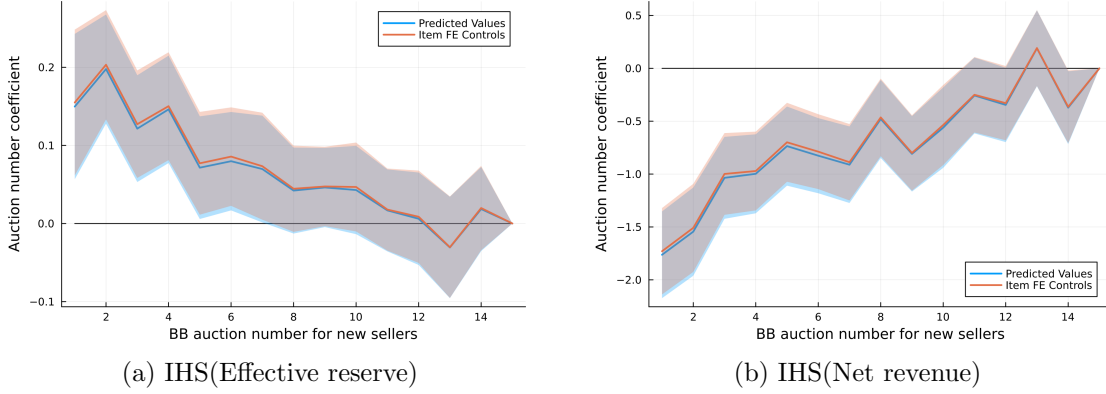 Auction number coefficient
0.2
0.1
0.0
−0.1
2 4 6 8 10 12 14
BB auction number for new sellers
Predicted Values
Item FE Controls
(a) IHS(Effective reserve)
Auction number coefficient
0.5
0.0
−0.5
−1.0
−1.5
−2.0
2 4 6 8 10 12 14
BB auction number for new sellers
Predicted Values
Item FE Controls
(b) IHS(Net revenue)